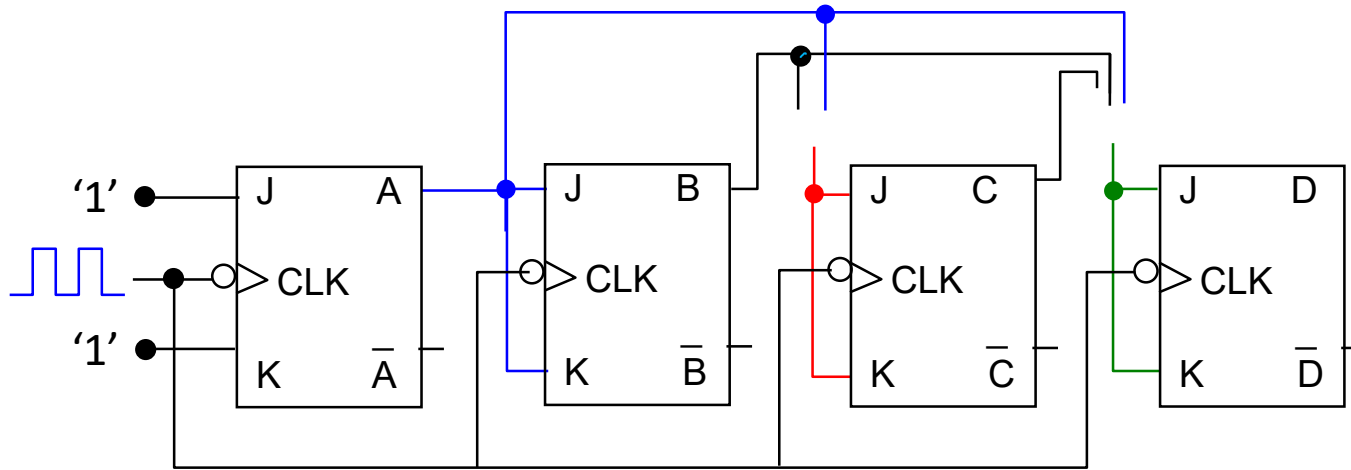 ‘1’ J A J B J C J D
CLK CLK CLK CLK
‘1’ K A̅ K B̅ K C̅ K D̅